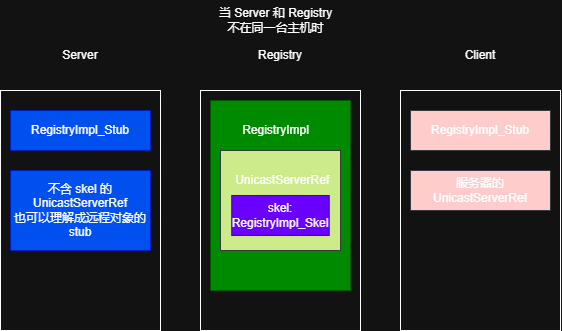 当 Server 和 Registry
不在同一台主机时
Server
Registry
Client
RegistryImpl_Stub
不含 skel 的
UnicastServerRef
也可以理解成远程对象的
stub
RegistryImpl
UnicastServerRef
skel:
RegistryImpl_Skel
RegistryImpl_Stub
服务器的
UnicastServerRef